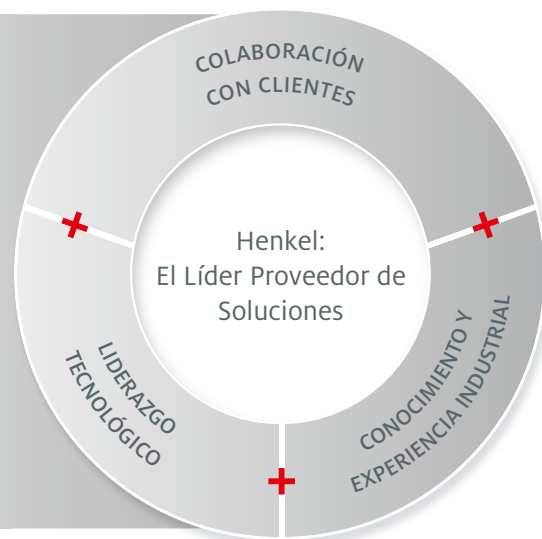 COLABORACIÓN
CON CLIENTES
Henkel:
El Líder Proveedor de
Soluciones
LIDERAZGO
TECNOLÓGICO
CONOCIMIENTO Y
EXPERIENCIA INDUSTRIAL